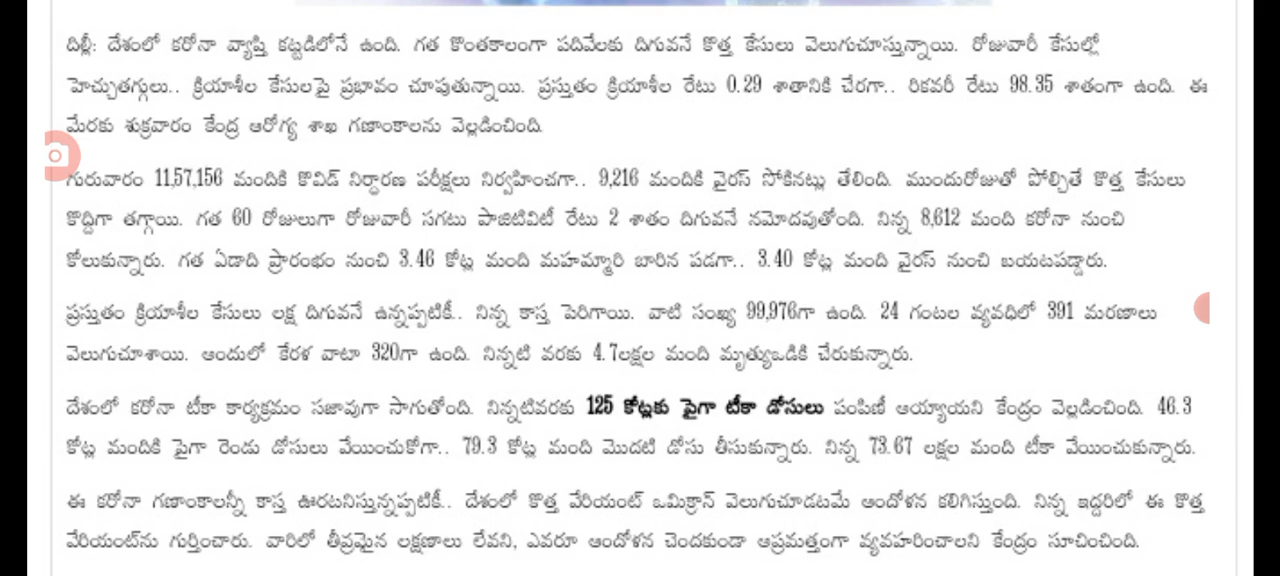 దిల్లీ: దేశంలో కరోనా వ్యాప్తి కట్టడిలోనే ఉంది. గత కొంతకాలంగా పదివేలకు దిగువనే కొత్త కేసులు వెలుగుచూస్తున్నాయి. రోజువారీ కేసుల్లో
హెచ్చుతగ్గులు.. క్రియాశీల కేసులపై ప్రభావం చూపుతున్నాయి. ప్రస్తుతం క్రియాశీల రేటు 0.29 శాతానికి చేరగా.. రికవరీ రేటు 98.35 శాతంగా ఉంది. ఈ
మేరకు శుక్రవారం కేంద్ర ఆరోగ్య శాఖ గణాంకాలను వెల్లడించింది.
గురువారం 11,57,156 మందికి కొవిడ్ నిర్ధారణ పరీక్షలు నిర్వహించగా.. 9,216 మందికి వైరస్ సోకినట్లు తేలింది. ముందురోజుతో పోల్చితే కొత్త కేసులు
కొద్దిగా తగ్గాయి. గత 60 రోజులుగా రోజువారీ సగటు పాజిటివిటీ రేటు 2 శాతం దిగువనే నమోదవుతోంది. నిన్న 8,612 మంది కరోనా నుంచి
కోలుకున్నారు. గత ఏడాది ప్రారంభం నుంచి 3.46 కోట్ల మంది మహమ్మారి బారిన పడగా.. 3.40 కోట్ల మంది వైరస్ నుంచి బయటపడ్డారు.
ప్రస్తుతం క్రియాశీల కేసులు లక్ష దిగువనే ఉన్నప్పటికీ.. నిన్న కాస్త పెరిగాయి. వాటి సంఖ్య 99,976గా ఉంది. 24 గంటల వ్యవధిలో 391 మరణాలు
వెలుగుచూశాయి. అందులో కేరళ వాటా 320గా ఉంది. నిన్నటి వరకు 4.7లక్షల మంది మృత్యుఒడికి చేరుకున్నారు.
దేశంలో కరోనా టీకా కార్యక్రమం సజావుగా సాగుతోంది. నిన్నటివరకు 125 కోట్లకు పైగా టీకా డోసులు పంపిణీ అయ్యాయని కేంద్రం వెల్లడించింది. 46.3
కోట్ల మందికి పైగా రెండు డోసులు వేయించుకోగా.. 79.3 కోట్ల మంది మొదటి డోసు తీసుకున్నారు. నిన్న 73.67 లక్షల మంది టీకా వేయించుకున్నారు.
ఈ కరోనా గణాంకాలన్నీ కాస్త ఊరటనిస్తున్నప్పటికీ.. దేశంలో కొత్త వేరియంట్ ఒమిక్రాన్ వెలుగుచూడటమే ఆందోళన కలిగిస్తుంది. నిన్న ఇద్దరిలో ఈ కొత్త
వేరియంట్‌ను గుర్తించారు. వారిలో తీవ్రమైన లక్షణాలు లేవని, ఎవరూ ఆందోళన చెందకుండా అప్రమత్తంగా వ్యవహరించాలని కేంద్రం సూచించింది.